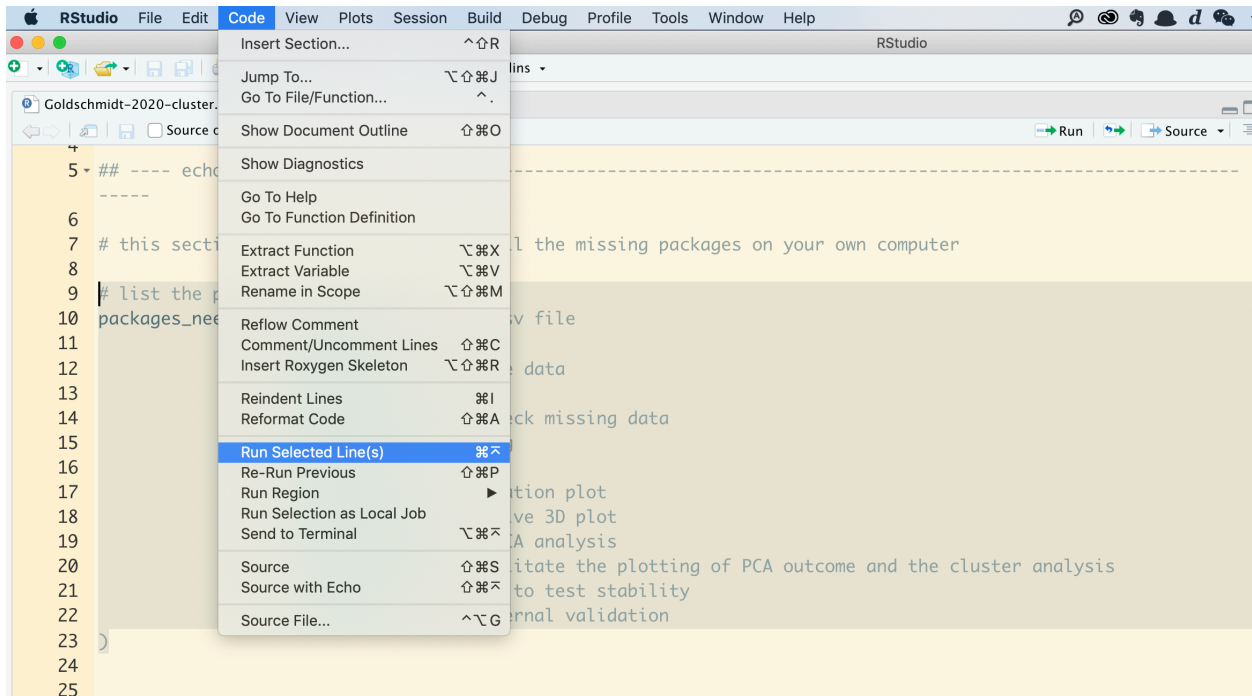 RStudio File Edit Code View Plots Session Build Debug Profile Tools Window Help
RStudio
Insert Section... ^⇧R
Jump To... ⌥⇧⌘J
Go To File/Function... ^.
Show Document Outline ⇧⌘O
Show Diagnostics
Go To Help
Go To Function Definition
Extract Function ⌥⌘X
Extract Variable ⌥⌘V
Rename in Scope ⌥⇧⌘M
Reflow Comment
Comment/Uncomment Lines ⇧⌘C
Insert Roxygen Skeleton ⌥⇧⌘R
Reindent Lines ⌘I
Reformat Code ⇧⌘A
Run Selected Line(s) ⌘⌤
Re-Run Previous ⇧⌘P
Run Region ▶
Run Selection as Local Job
Send to Terminal ⌥⌘⌤
Source ⇧⌘S
Source with Echo ⇧⌘⌤
Source File... ^⌥G
Goldschmidt-2020-cluster.
Run Source
4
5 ## ---- echo ----------------------------------------------------------------------
-----
6
7 # this secti l the missing packages on your own computer
8
9 # list the p
10 packages_nee sv file
11
12 data
13
14 eck missing data
15
16
17 ation plot
18 ive 3D plot
19 CA analysis
20 litate the plotting of PCA outcome and the cluster analysis
21 to test stability
22 ernal validation
23 )
24
25